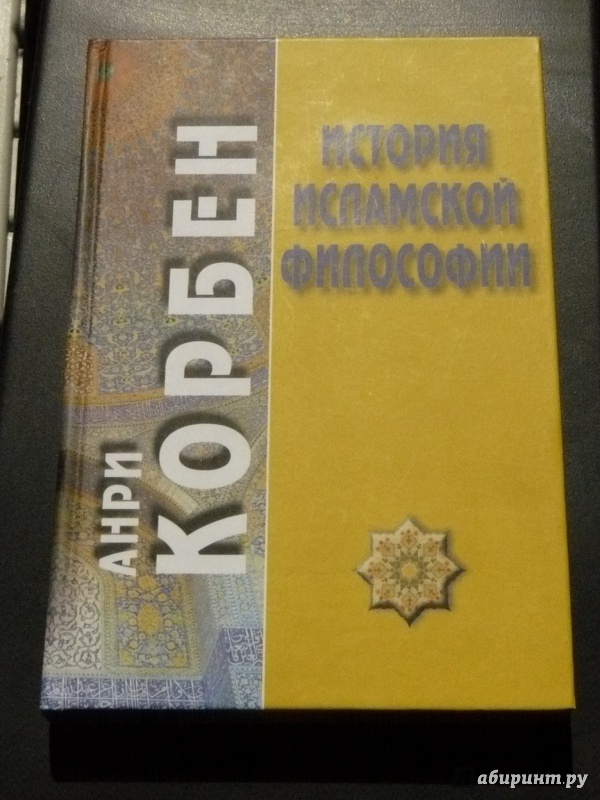 АНРИ
КОРБЕН
ИСТОРИЯ
ИСЛАМСКОЙ
ФИЛОСОФИИ
абиринт.ру